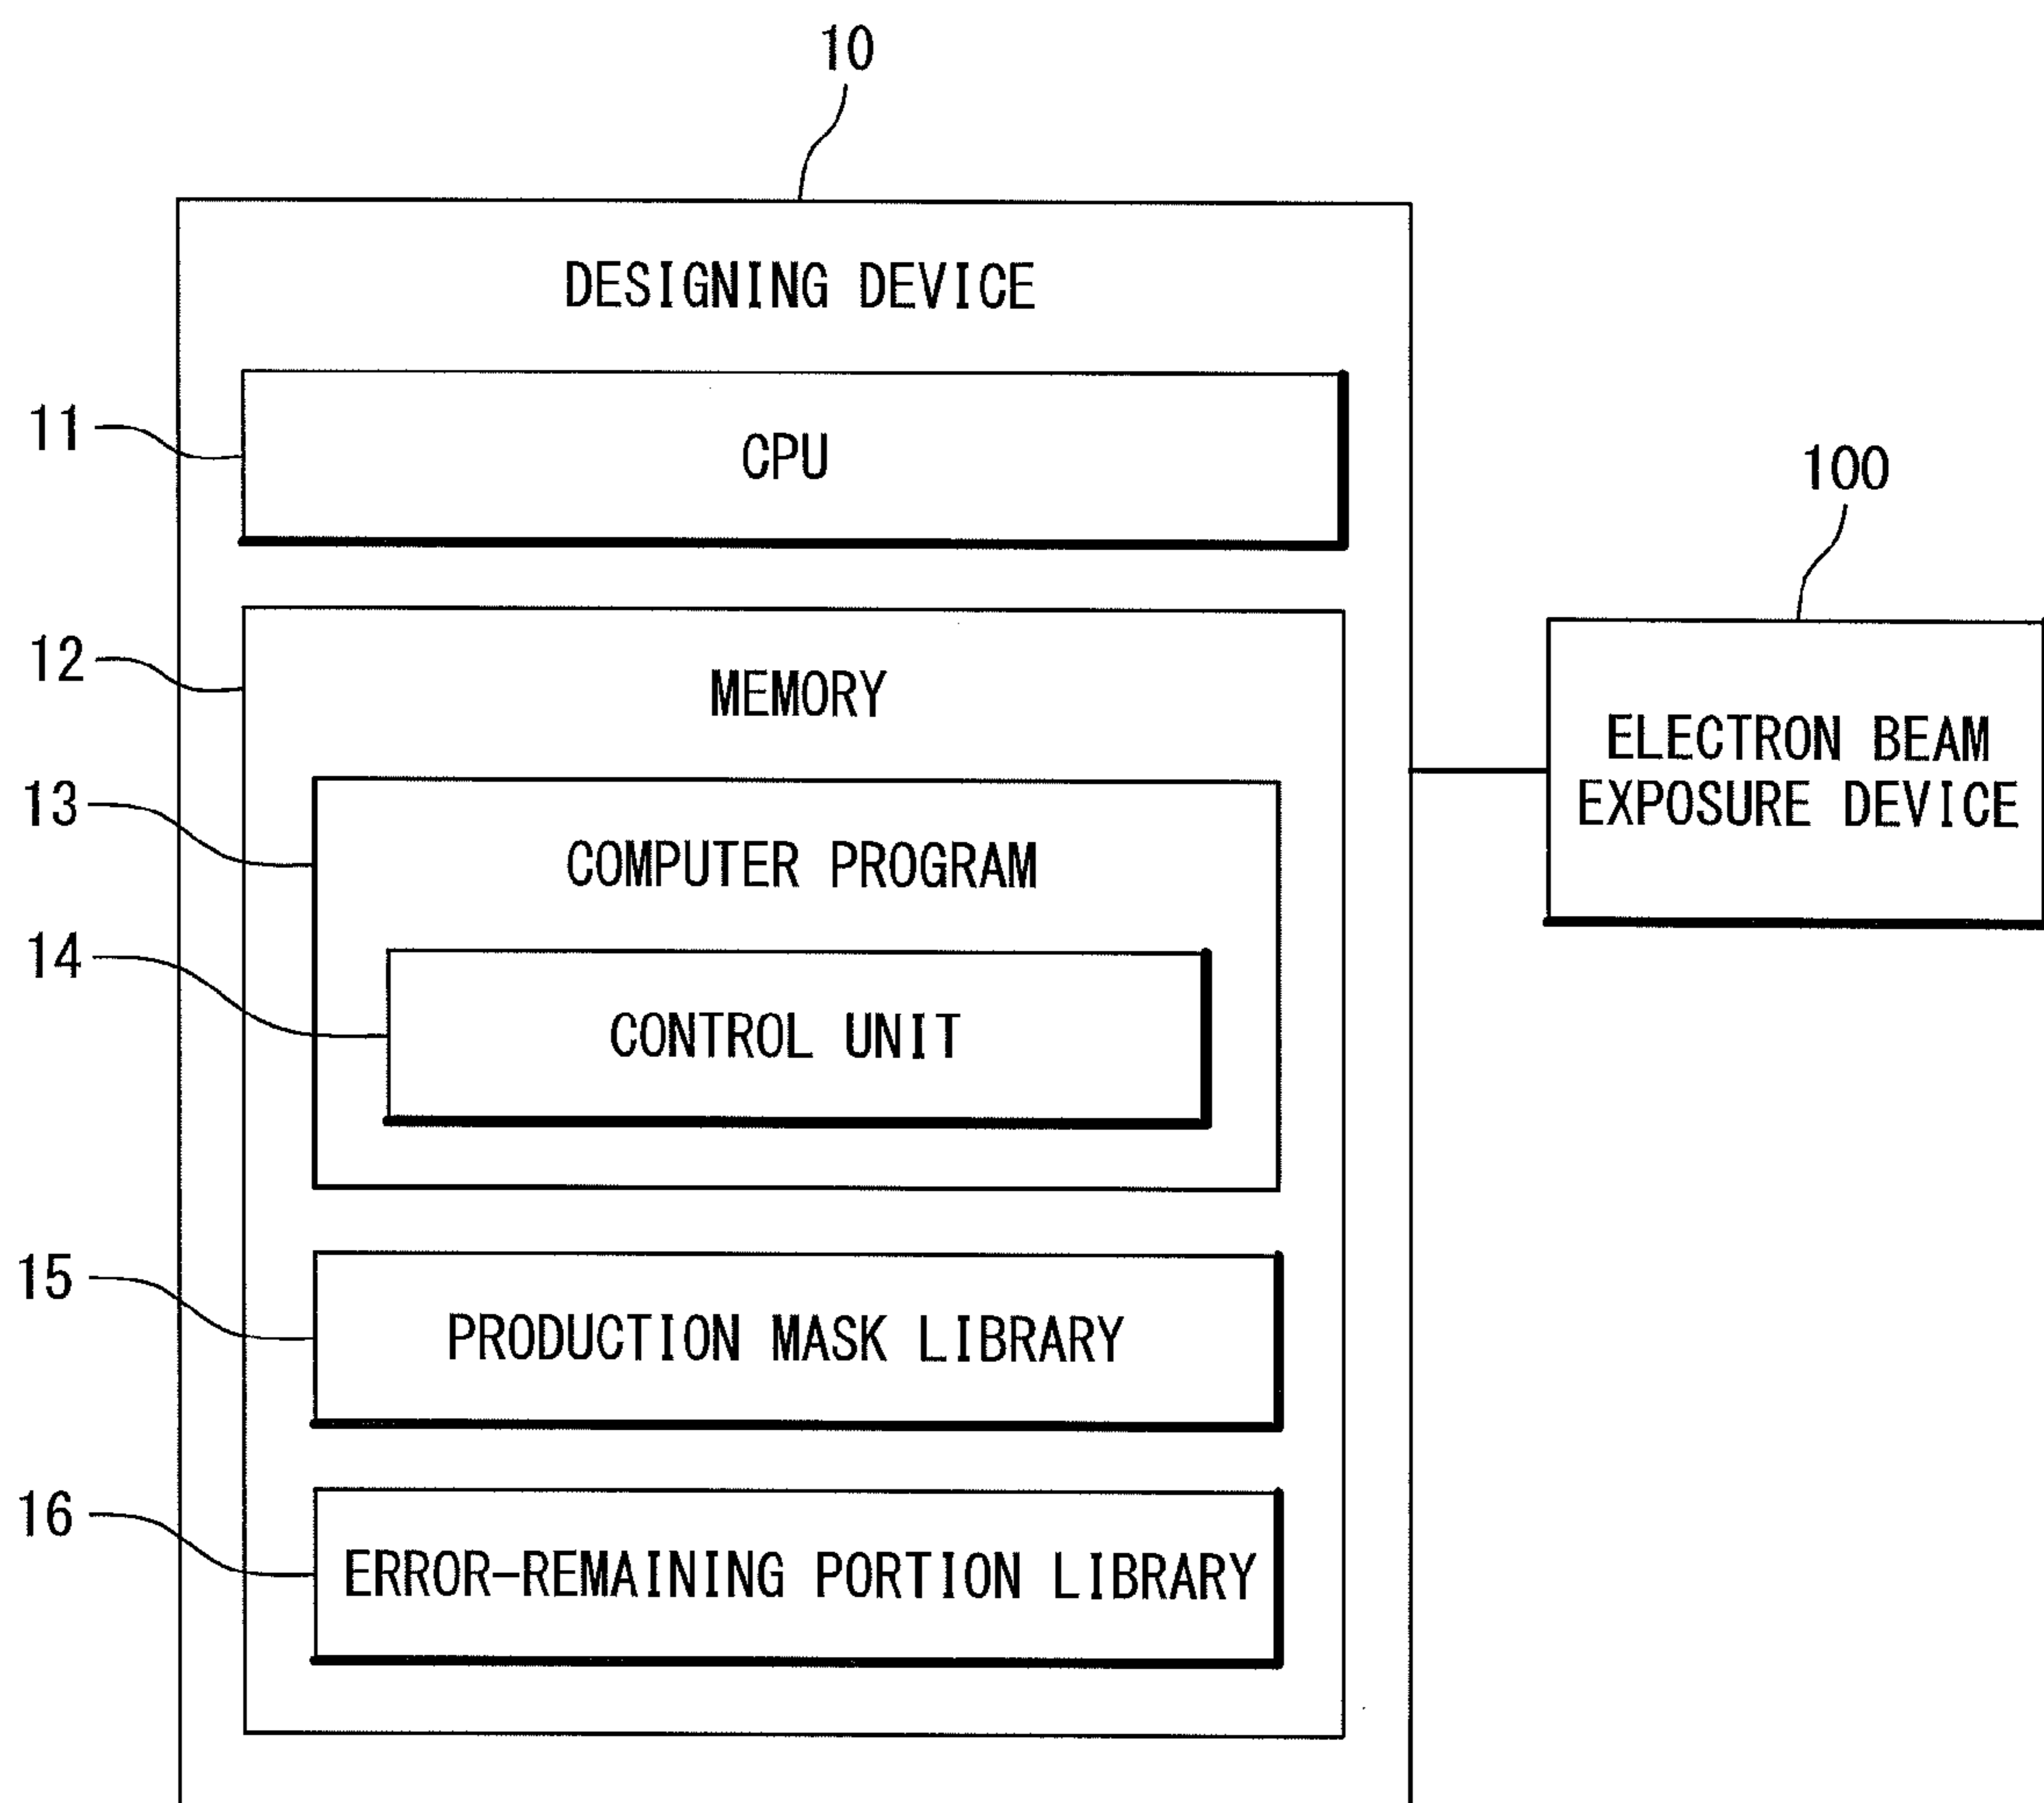 10
DESIGNING DEVICE
11
CPU
100
12
MEMORY
ELECTRON BEAM
EXPOSURE DEVICE
13
COMPUTER PROGRAM
14
CONTROL UNIT
15
PRODUCTION MASK LIBRARY
16
ERROR-REMAINING PORTION LIBRARY